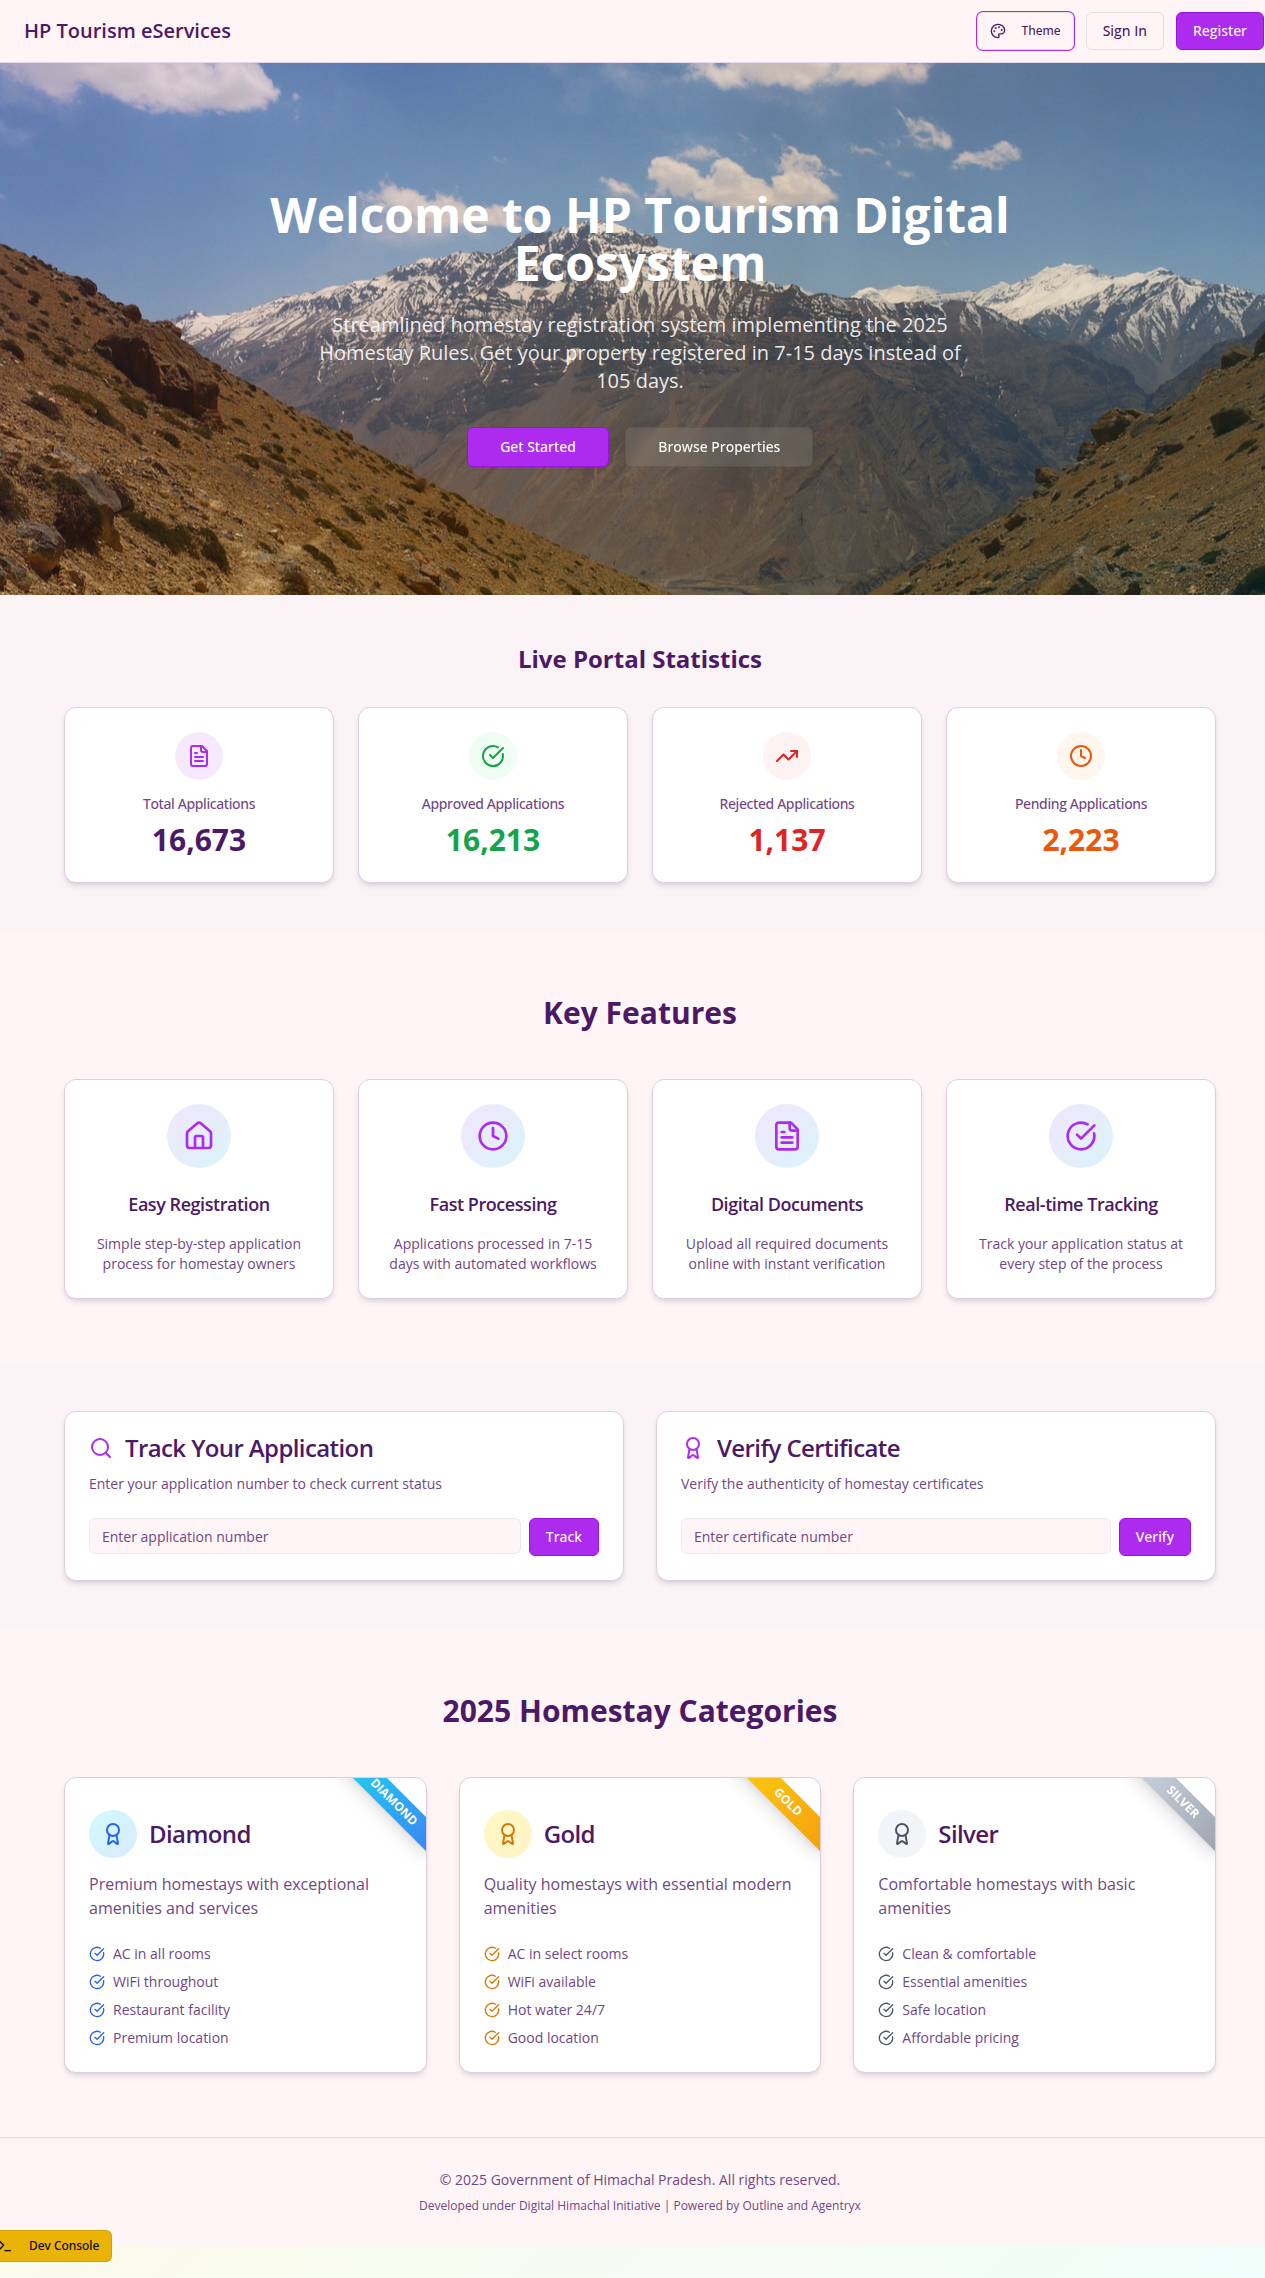 HP Tourism eServices
Theme
Sign In
Register
Welcome to HP Tourism Digital
Ecosystem
Streamlined homestay registration system implementing the 2025
Homestay Rules. Get your property registered in 7-15 days instead of
105 days.
Get Started
Browse Properties
Live Portal Statistics
Total Applications
16,673
Approved Applications
16,213
Rejected Applications
1,137
Pending Applications
2,223
Key Features
Easy Registration
Simple step-by-step application
process for homestay owners
Fast Processing
Applications processed in 7-15
days with automated workflows
Digital Documents
Upload all required documents
online with instant verification
Real-time Tracking
Track your application status at
every step of the process
Track Your Application
Enter your application number to check current status
Enter application number
Track
Verify Certificate
Verify the authenticity of homestay certificates
Enter certificate number
Verify
2025 Homestay Categories
DIAMOND
Diamond
Premium homestays with exceptional
amenities and services
AC in all rooms
WiFi throughout
Restaurant facility
Premium location
GOLD
Gold
Quality homestays with essential modern
amenities
AC in select rooms
WiFi available
Hot water 24/7
Good location
SILVER
Silver
Comfortable homestays with basic
amenities
Clean & comfortable
Essential amenities
Safe location
Affordable pricing
© 2025 Government of Himachal Pradesh. All rights reserved.
Developed under Digital Himachal Initiative | Powered by Outline and Agentryx
Dev Console